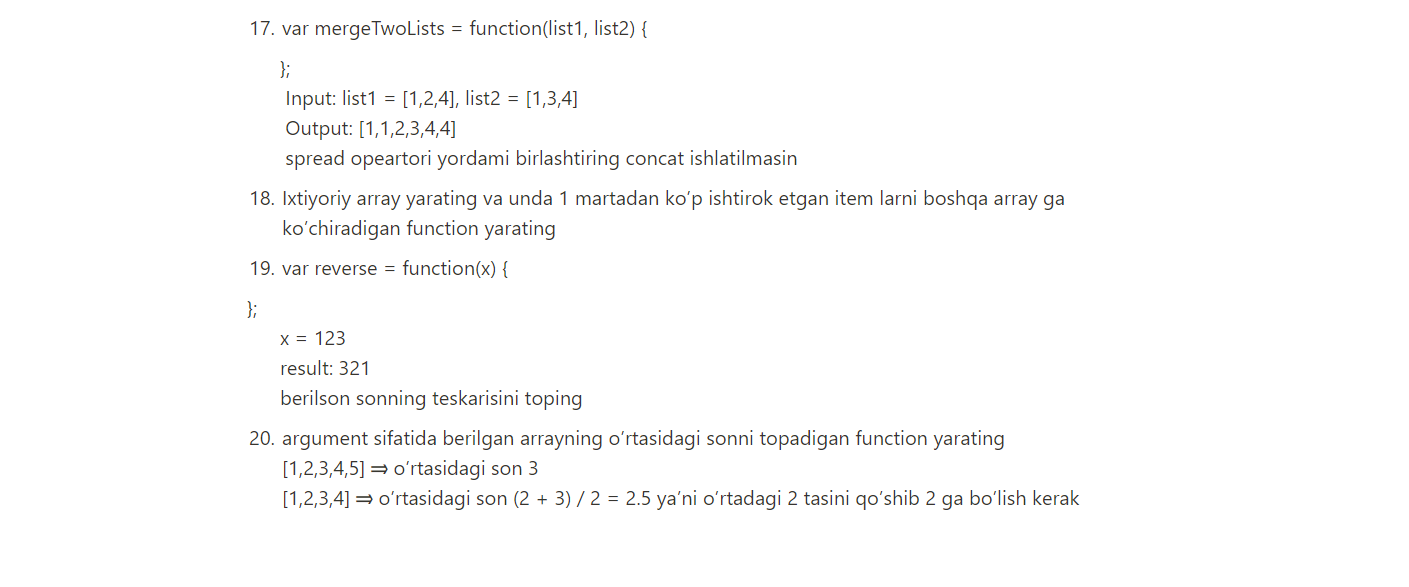 17. var mergeTwoLists = function(list1, list2) {
};
Input: list1 = [1,2,4], list2 = [1,3,4]
Output: [1,1,2,3,4,4]
spread opeartori yordami birlashtiring concat ishlatilmasin
18. Ixtiyoriy array yarating va unda 1 martadan ko’p ishtirok etgan item larni boshqa array ga
ko’chiradigan function yarating
19. var reverse = function(x) {
};
x = 123
result: 321
berilson sonning teskarisini toping
20. argument sifatida berilgan arrayning o’rtasidagi sonni topadigan function yarating
[1,2,3,4,5] ⇒ o’rtasidagi son 3
[1,2,3,4] ⇒ o’rtasidagi son (2 + 3) / 2 = 2.5 ya’ni o’rtadagi 2 tasini qo’shib 2 ga bo’lish kerak